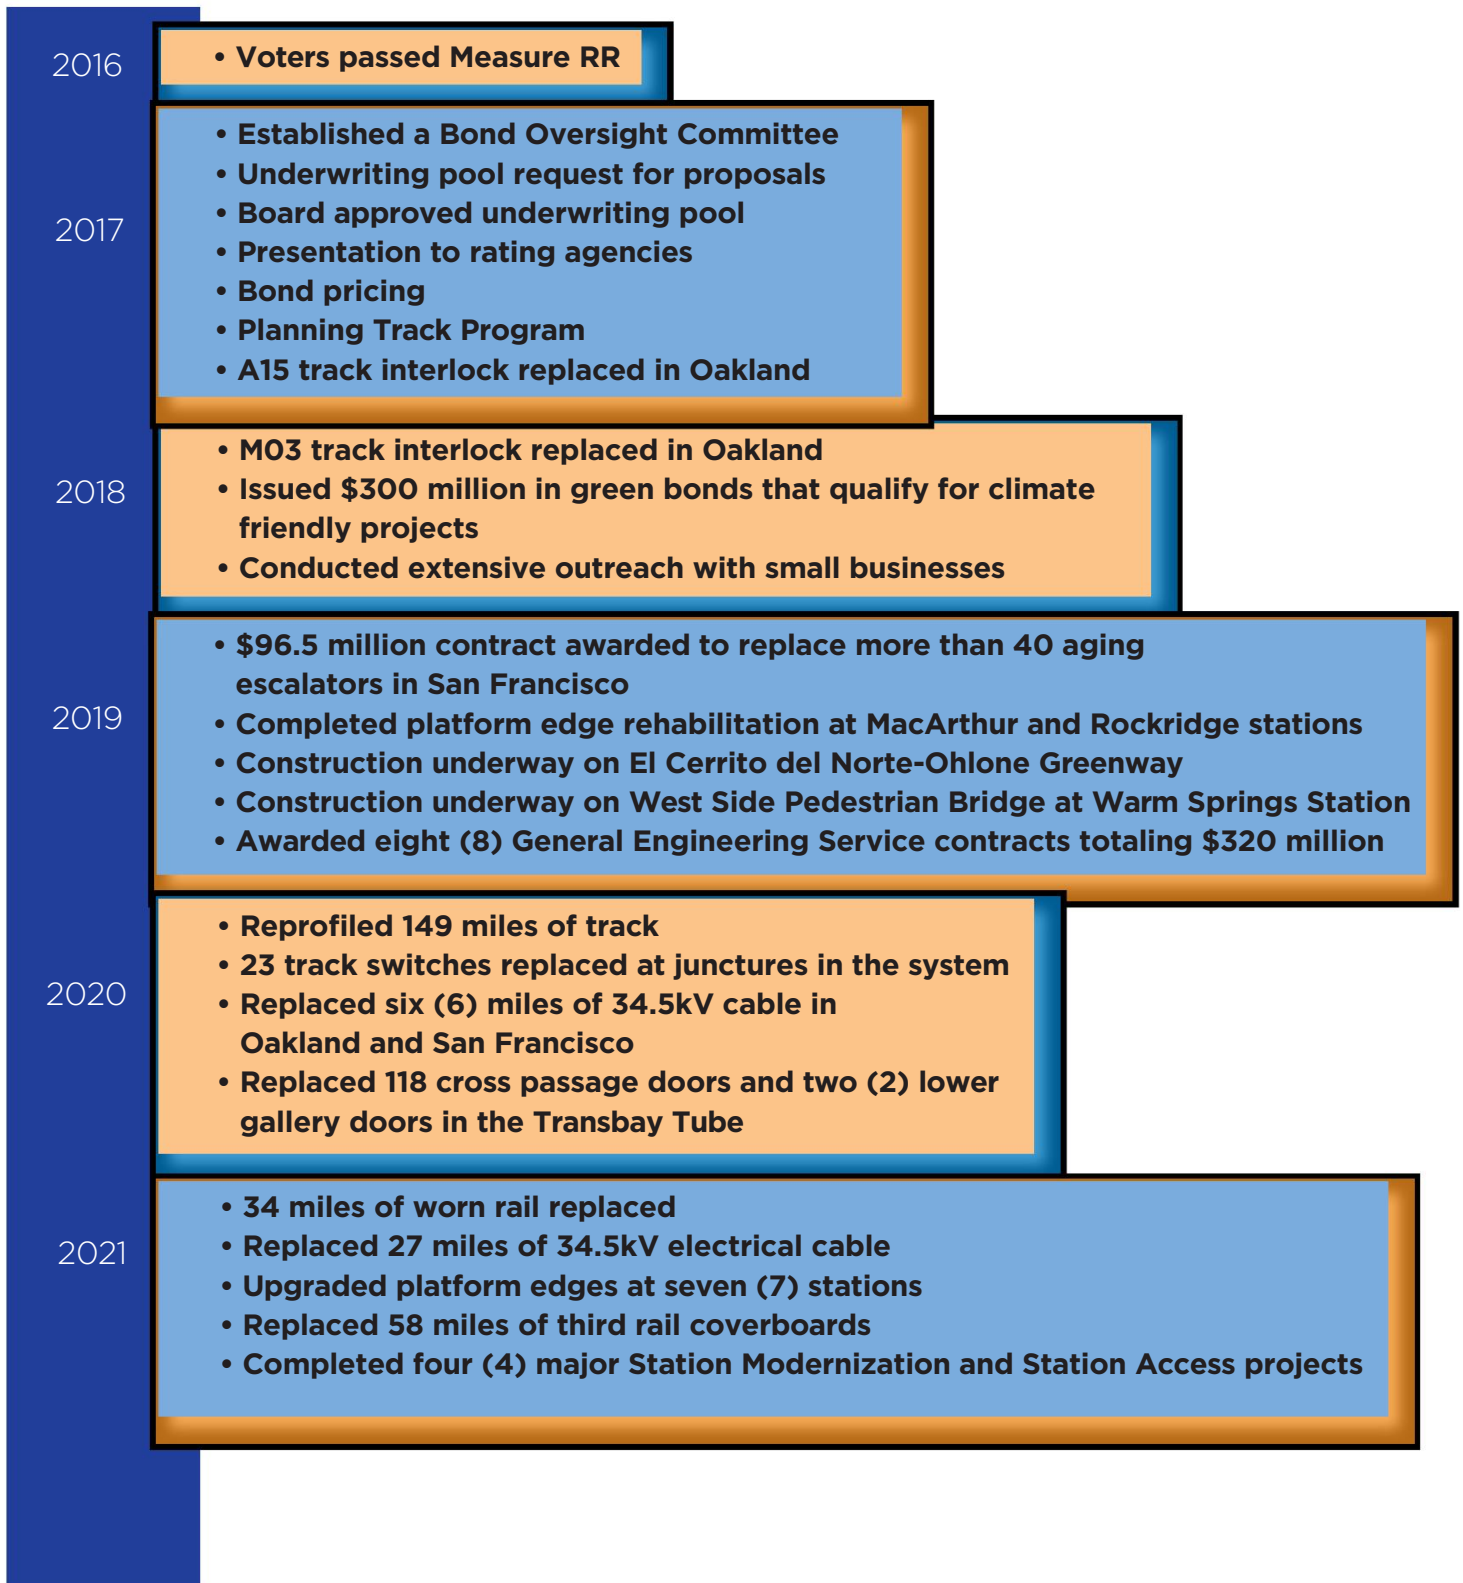 2016
• Voters passed Measure RR
2017
• Established a Bond Oversight Committee
• Underwriting pool request for proposals
• Board approved underwriting pool
• Presentation to rating agencies
• Bond pricing
• Planning Track Program
• A15 track interlock replaced in Oakland
2018
• M03 track interlock replaced in Oakland
• Issued $300 million in green bonds that qualify for climate
friendly projects
• Conducted extensive outreach with small businesses
2019
• $96.5 million contract awarded to replace more than 40 aging
escalators in San Francisco
• Completed platform edge rehabilitation at MacArthur and Rockridge stations
• Construction underway on El Cerrito del Norte-Ohlone Greenway
• Construction underway on West Side Pedestrian Bridge at Warm Springs Station
• Awarded eight (8) General Engineering Service contracts totaling $320 million
2020
• Reprofiled 149 miles of track
• 23 track switches replaced at junctures in the system
• Replaced six (6) miles of 34.5kV cable in
Oakland and San Francisco
• Replaced 118 cross passage doors and two (2) lower
gallery doors in the Transbay Tube
2021
• 34 miles of worn rail replaced
• Replaced 27 miles of 34.5kV electrical cable
• Upgraded platform edges at seven (7) stations
• Replaced 58 miles of third rail coverboards
• Completed four (4) major Station Modernization and Station Access projects